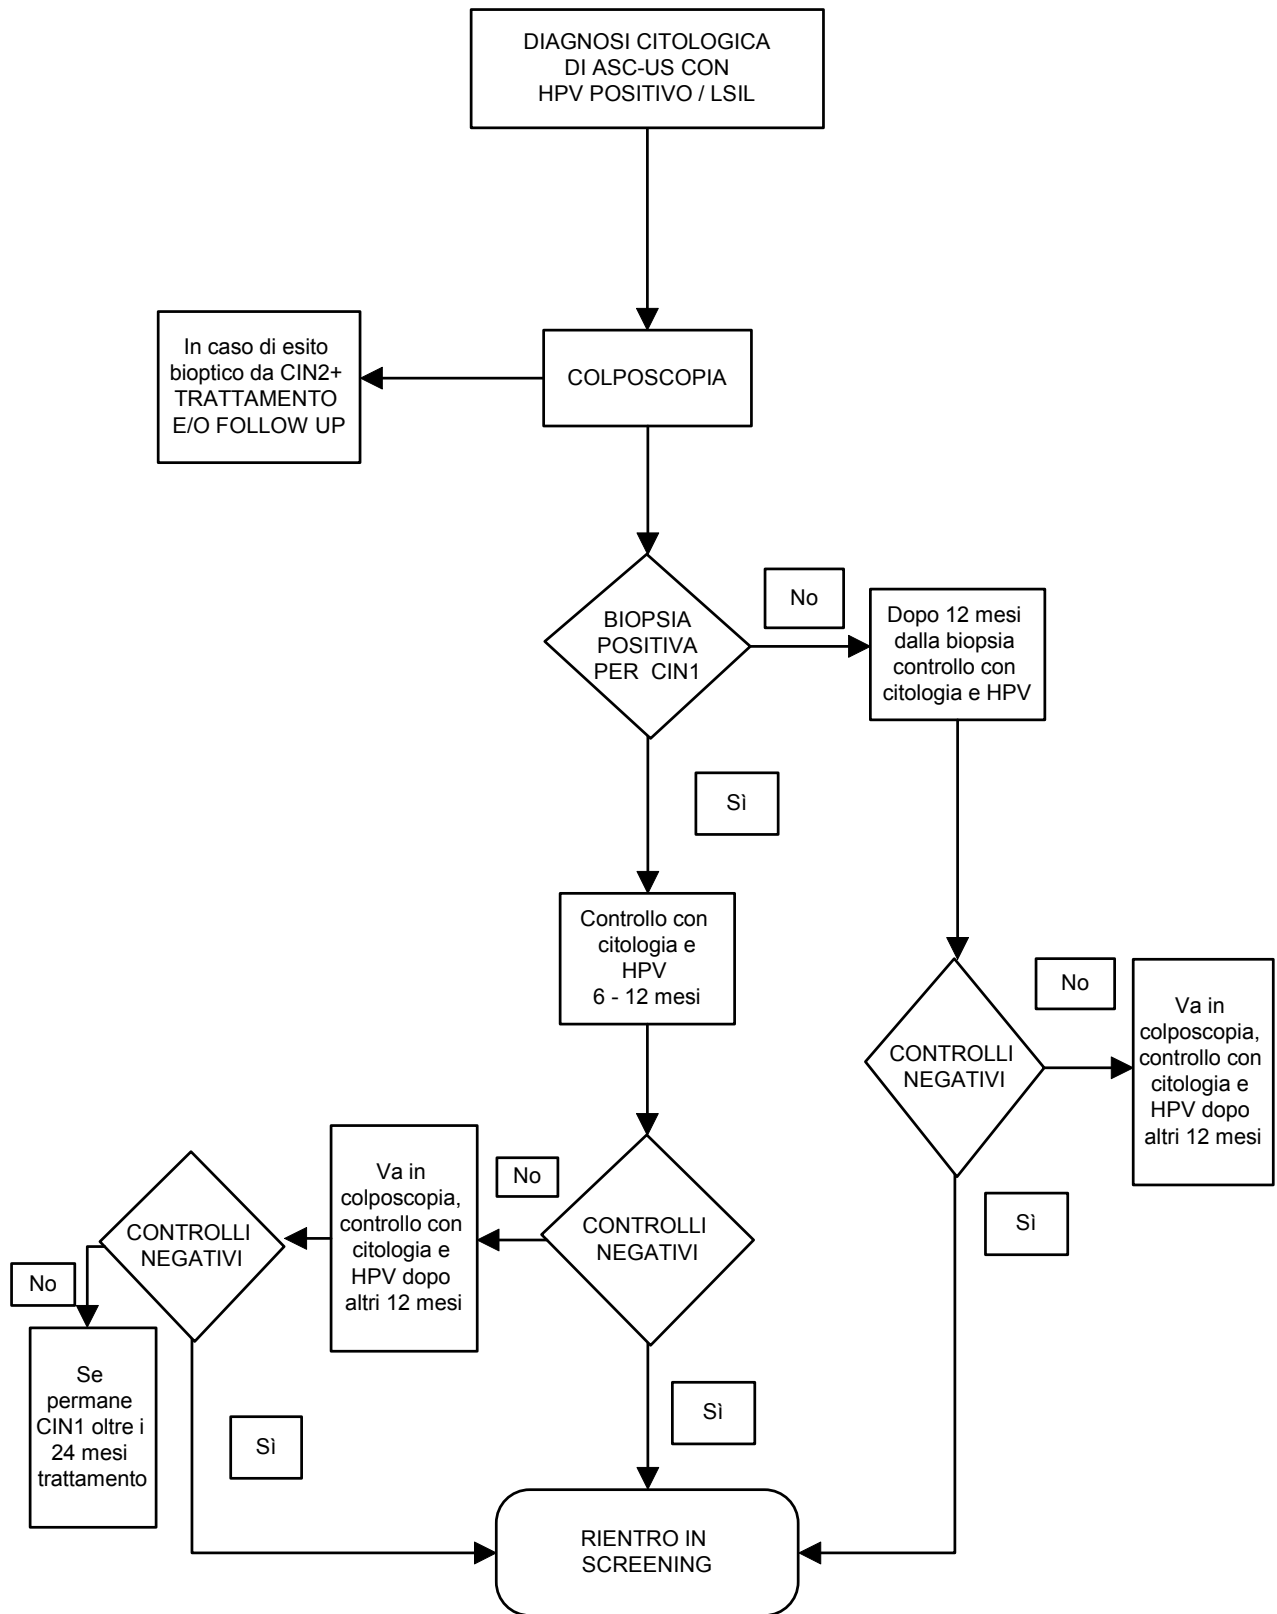 DIAGNOSI CITOLOGICA
DI ASC-US CON
HPV POSITIVO / LSIL
In caso di esito
bioptico da CIN2+
TRATTAMENTO
E/O FOLLOW UP
COLPOSCOPIA
BIOPSIA
POSITIVA
PER CIN1
No
Dopo 12 mesi
dalla biopsia
controllo con
citologia e HPV
Sì
Controllo con
citologia e
HPV
6 - 12 mesi
CONTROLLI
NEGATIVI
No
Va in
colposcopia,
controllo con
citologia e
HPV dopo
altri 12 mesi
Sì
CONTROLLI
NEGATIVI
No
Va in
colposcopia,
controllo con
citologia e
HPV dopo
altri 12 mesi
CONTROLLI
NEGATIVI
No
Se
permane
CIN1 oltre i
24 mesi
trattamento
Sì
Sì
RIENTRO IN
SCREENING